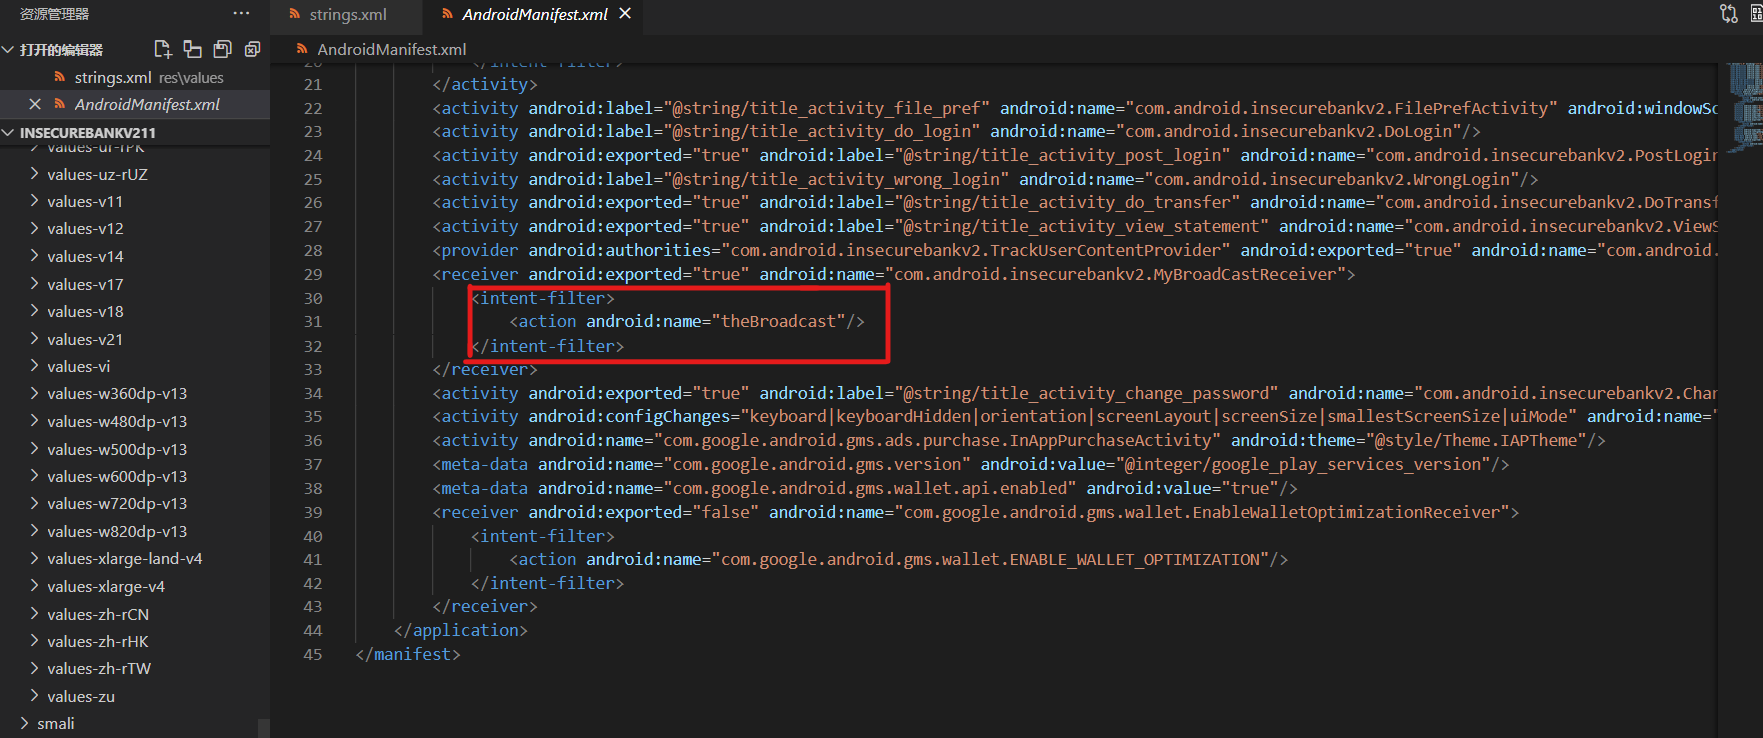 资源管理器
···
打开的编辑器
strings.xml res\values
AndroidManifest.xml
INSECUREBANKV211
values-ur-rPK
values-uz-rUZ
values-v11
values-v12
values-v14
values-v17
values-v18
values-v21
values-vi
values-w360dp-v13
values-w480dp-v13
values-w500dp-v13
values-w600dp-v13
values-w720dp-v13
values-w820dp-v13
values-xlarge-land-v4
values-xlarge-v4
values-zh-rCN
values-zh-rHK
values-zh-rTW
values-zu
smali
strings.xml
AndroidManifest.xml
AndroidManifest.xml
20 </intent-filter>
21 </activity>
22 <activity android:label="@string/title_activity_file_pref" android:name="com.android.insecurebankv2.FilePrefActivity" android:windowSo
23 <activity android:label="@string/title_activity_do_login" android:name="com.android.insecurebankv2.DoLogin"/>
24 <activity android:exported="true" android:label="@string/title_activity_post_login" android:name="com.android.insecurebankv2.PostLogin
25 <activity android:label="@string/title_activity_wrong_login" android:name="com.android.insecurebankv2.WrongLogin"/>
26 <activity android:exported="true" android:label="@string/title_activity_do_transfer" android:name="com.android.insecurebankv2.DoTransf
27 <activity android:exported="true" android:label="@string/title_activity_view_statement" android:name="com.android.insecurebankv2.ViewS
28 <provider android:authorities="com.android.insecurebankv2.TrackUserContentProvider" android:exported="true" android:name="com.android.
29 <receiver android:exported="true" android:name="com.android.insecurebankv2.MyBroadCastReceiver">
30 <intent-filter>
31 <action android:name="theBroadcast"/>
32 </intent-filter>
33 </receiver>
34 <activity android:exported="true" android:label="@string/title_activity_change_password" android:name="com.android.insecurebankv2.Chan
35 <activity android:configChanges="keyboard|keyboardHidden|orientation|screenLayout|screenSize|smallestScreenSize|uiMode" android:name="
36 <activity android:name="com.google.android.gms.ads.purchase.InAppPurchaseActivity" android:theme="@style/Theme.IAPTheme"/>
37 <meta-data android:name="com.google.android.gms.version" android:value="@integer/google_play_services_version"/>
38 <meta-data android:name="com.google.android.gms.wallet.api.enabled" android:value="true"/>
39 <receiver android:exported="false" android:name="com.google.android.gms.wallet.EnableWalletOptimizationReceiver">
40 <intent-filter>
41 <action android:name="com.google.android.gms.wallet.ENABLE_WALLET_OPTIMIZATION"/>
42 </intent-filter>
43 </receiver>
44 </application>
45 </manifest>